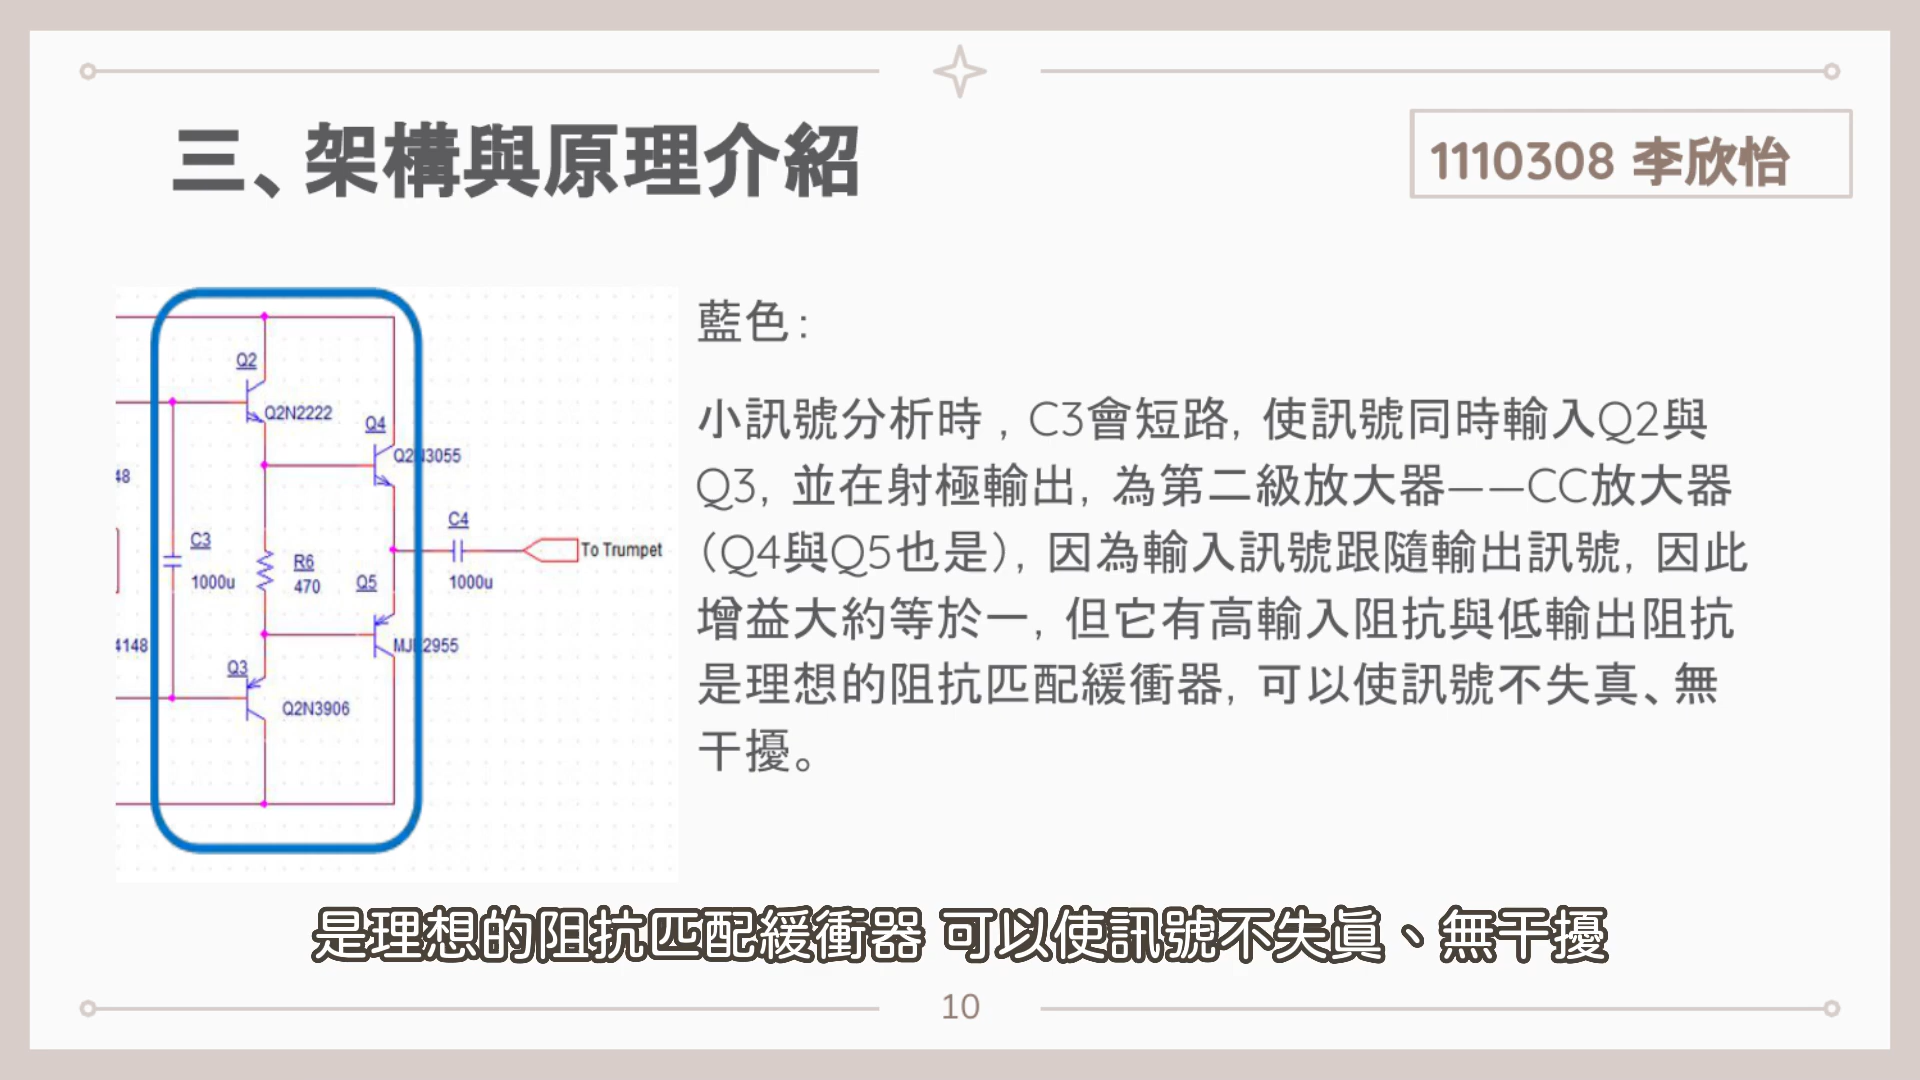 三、架構與原理介紹
1110308 李欣怡
藍色：
小訊號分析時，C3會短路，使訊號同時輸入Q2與
Q3，並在射極輸出，為第二級放大器——CC放大器
（Q4與Q5也是），因為輸入訊號跟隨輸出訊號，因此
增益大約等於一，但它有高輸入阻抗與低輸出阻抗
是理想的阻抗匹配緩衝器，可以使訊號不失真、無
干擾。
Q2
Q2N2222
Q4
Q2N3055
48
C3
1000u
R6
470
Q5
C4
1000u
To Trumpet
4148
MJE2955
Q3
Q2N3906
是理想的阻抗匹配緩衝器 可以使訊號不失真、無干擾
10